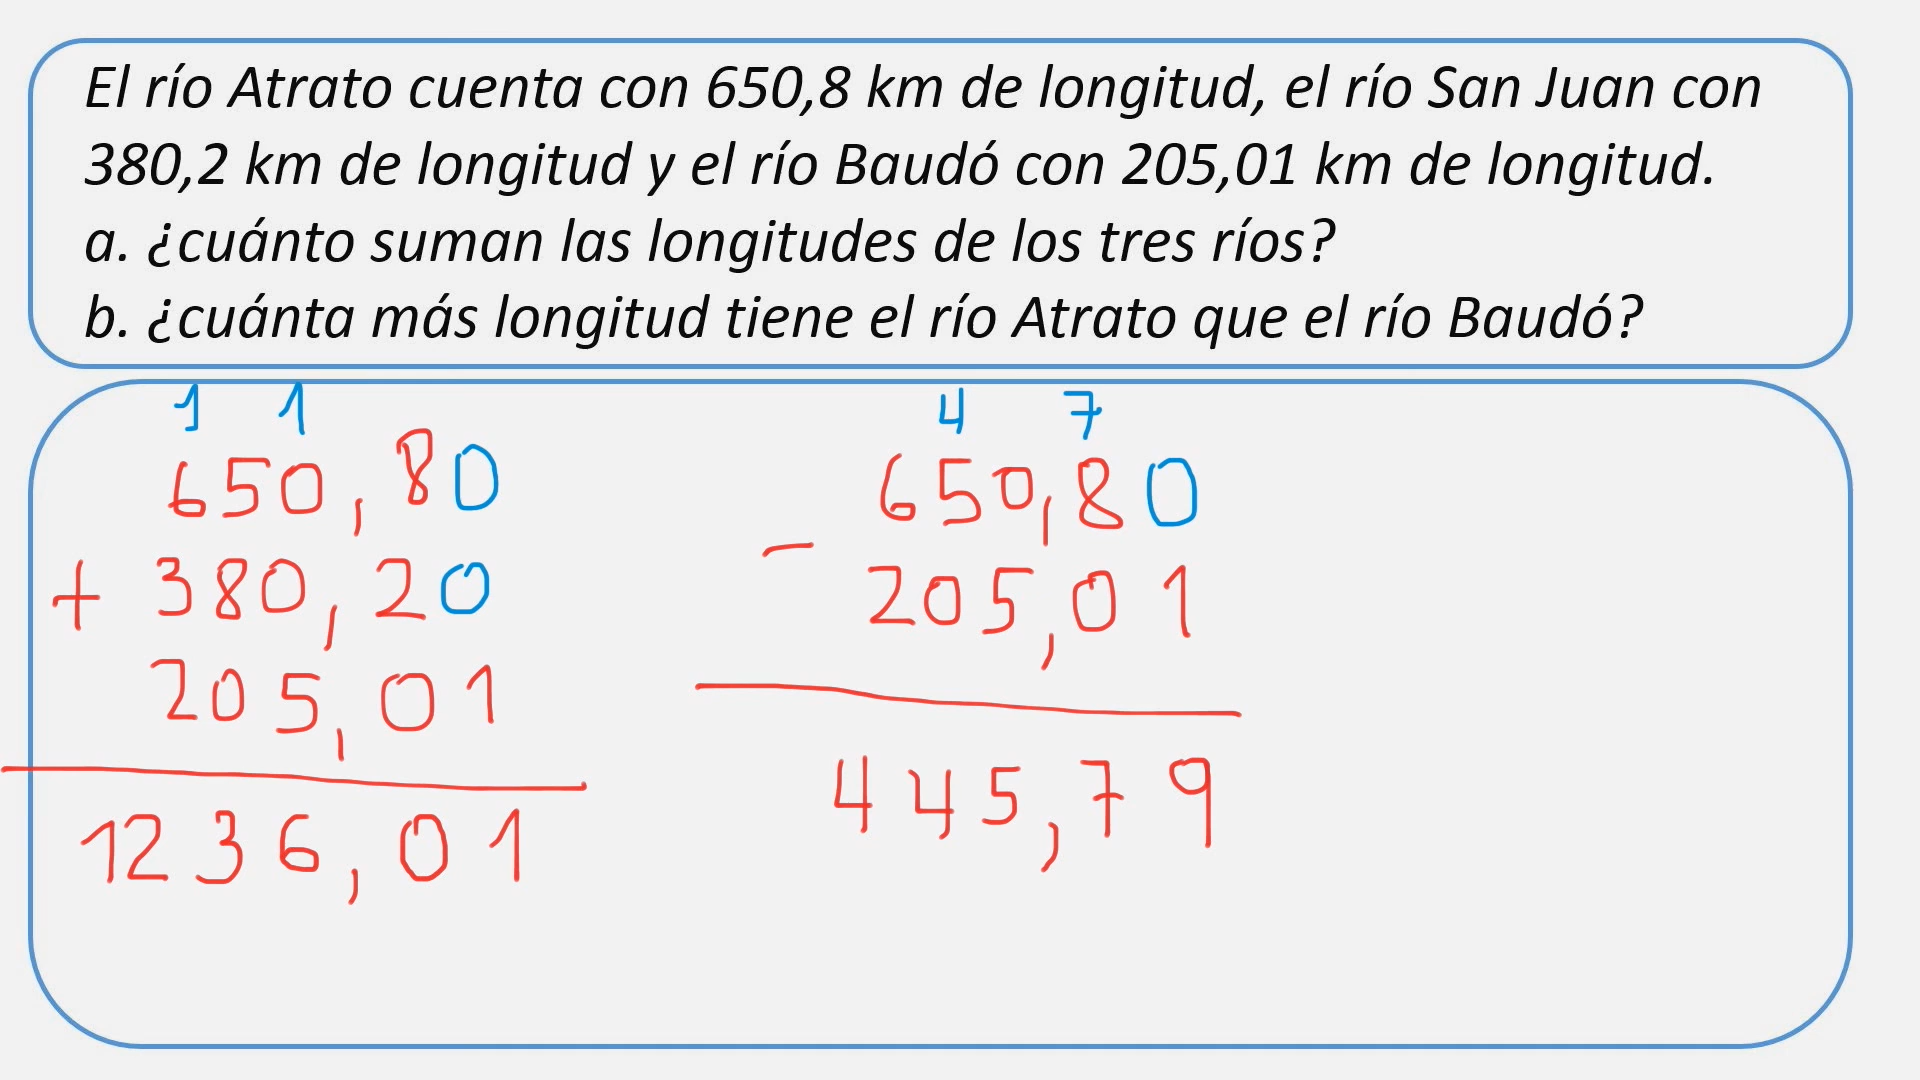 El río Atrato cuenta con 650,8 km de longitud, el río San Juan con
380,2 km de longitud y el río Baudó con 205,01 km de longitud.
a. ¿cuánto suman las longitudes de los tres ríos?
b. ¿cuánta más longitud tiene el río Atrato que el río Baudó?
1 1
650,80
+ 380,20
205,01
1236,01
4 7
650,80
- 205,01
445,79